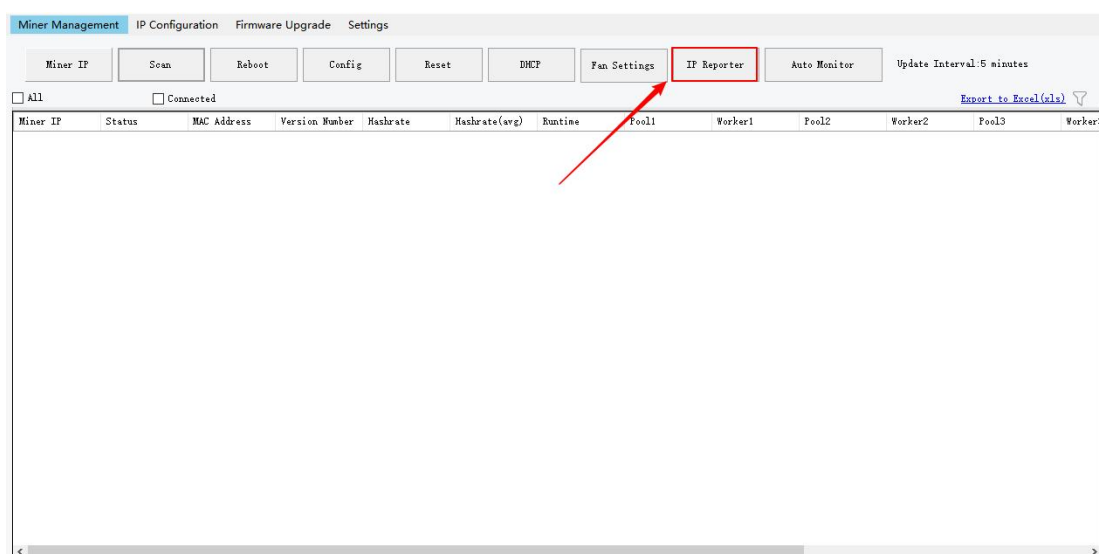 Miner Management IP Configuration Firmware Upgrade Settings
Miner IP Scan Reboot Config Reset DHCP Fan Settings IP Reporter Auto Monitor Update Interval:5 minutes
All Connected Export to Excel(xls)
Miner IP Status MAC Address Version Number Hashrate Hashrate(avg) Runtime Pool1 Worker1 Pool2 Worker2 Pool3 Worker